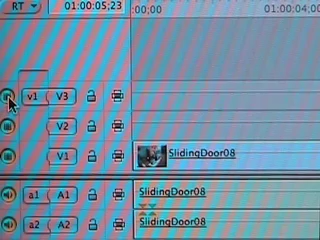 RT 01:00:05;23 :00;00 01:00:04;0
v1 V3
V2
V1 SlidingDoor08
a1 A1 SlidingDoor08
a2 A2 SlidingDoor08